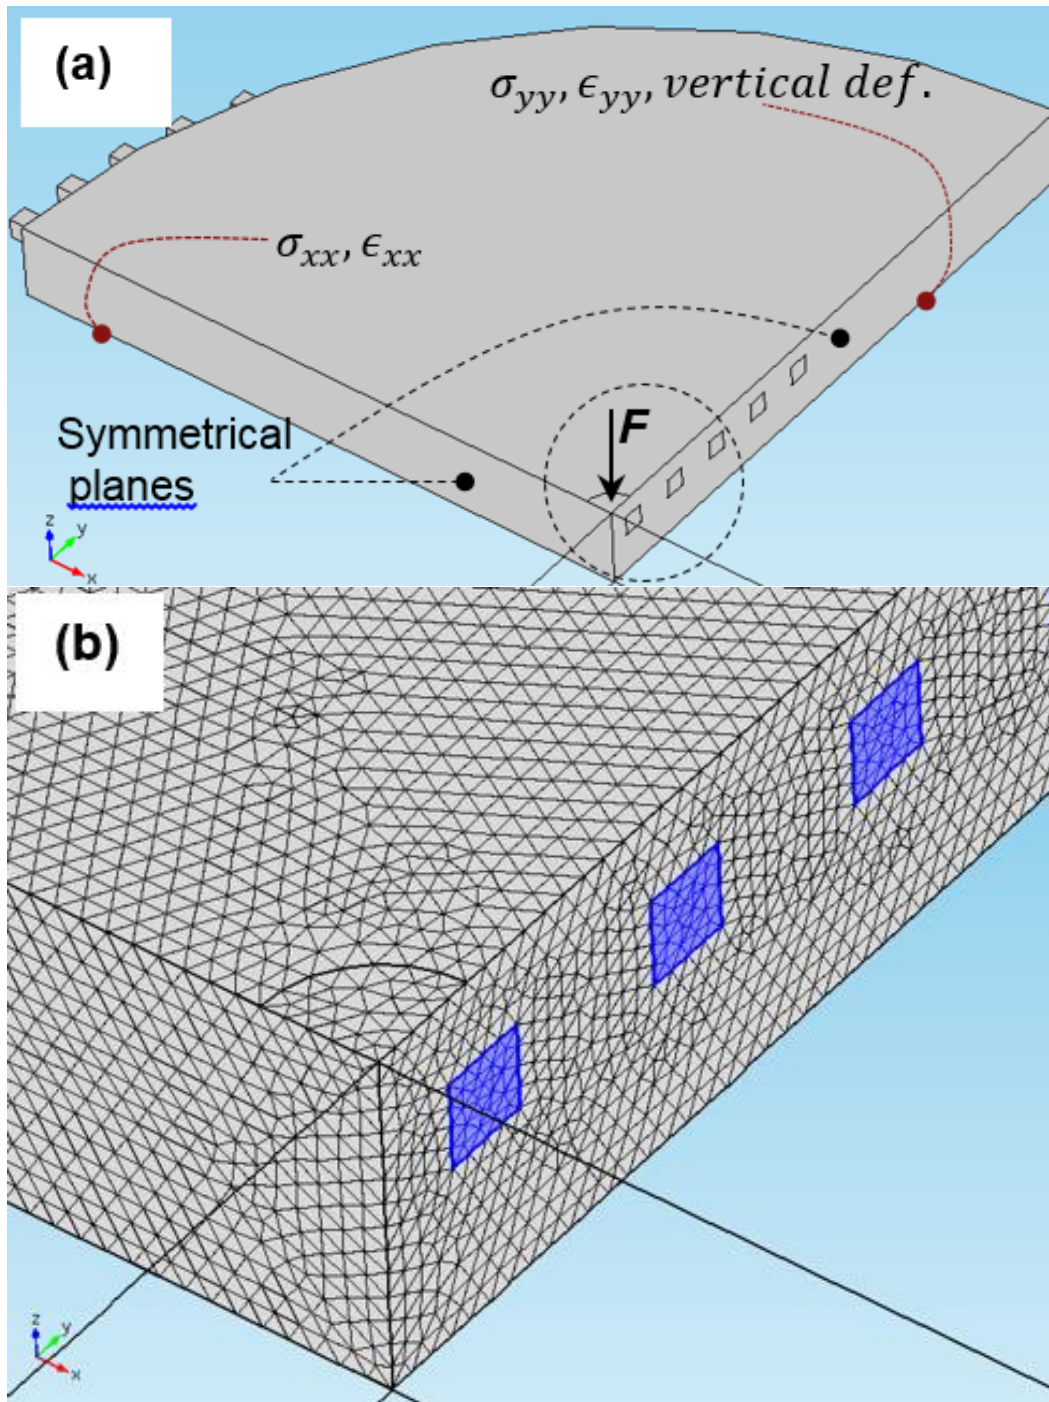 (a)
σ_yy, ϵ_yy, vertical def.
σ_xx, ϵ_xx
F
Symmetrical
planes
z
y
x
(b)
z
y
x